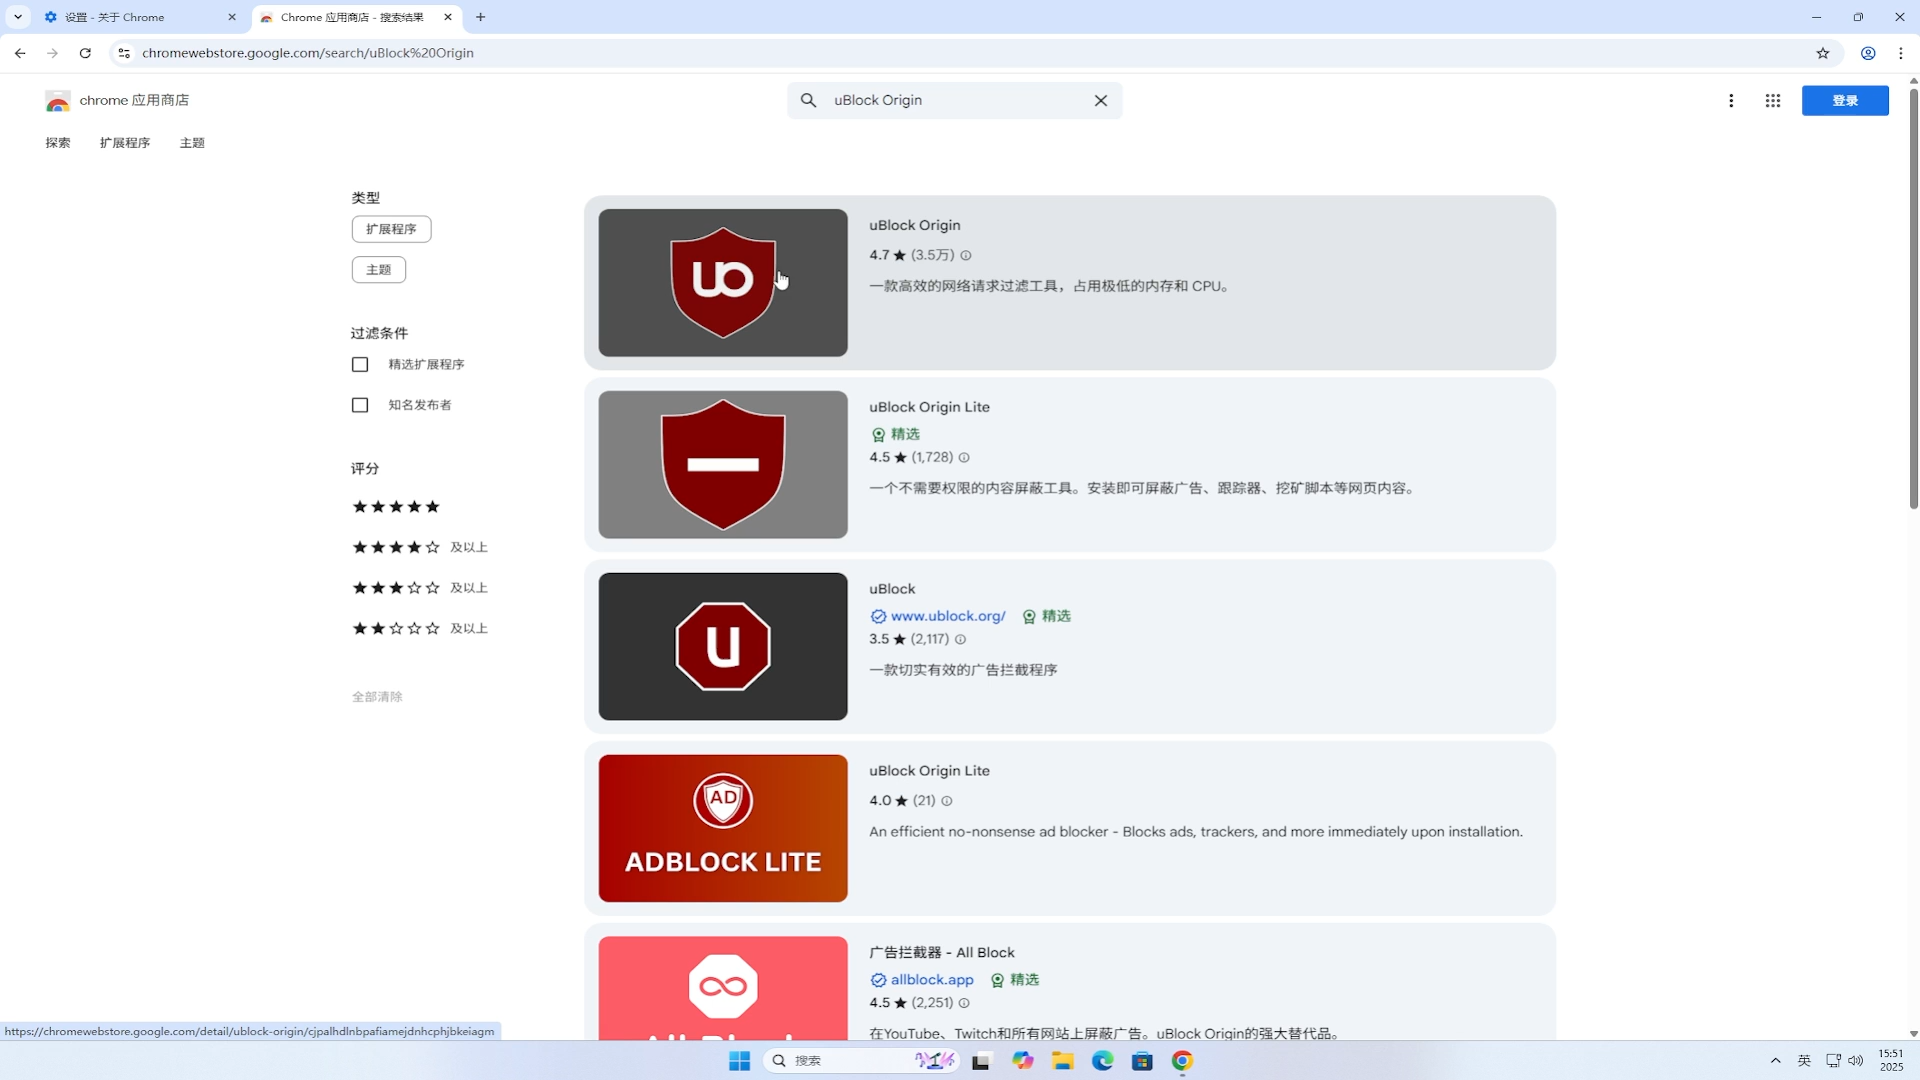 设置 - 关于 Chrome
Chrome 应用商店 - 搜索结果
chromewebstore.google.com/search/uBlock%20Origin
chrome 应用商店
uBlock Origin
登录
探索
扩展程序
主题
类型
扩展程序
主题
过滤条件
精选扩展程序
知名发布者
评分
★★★★★
★★★★☆ 及以上
★★★☆☆ 及以上
★★☆☆☆ 及以上
全部清除
uo
uBlock Origin
4.7 ★ (3.5万)
一款高效的网络请求过滤工具，占用极低的内存和 CPU。
uBlock Origin Lite
精选
4.5 ★ (1,728)
一个不需要权限的内容屏蔽工具。安装即可屏蔽广告、跟踪器、挖矿脚本等网页内容。
u
uBlock
www.ublock.org/ 精选
3.5 ★ (2,117)
一款切实有效的广告拦截程序
AD
ADBLOCK LITE
uBlock Origin Lite
4.0 ★ (21)
An efficient no-nonsense ad blocker - Blocks ads, trackers, and more immediately upon installation.
广告拦截器 - All Block
allblock.app 精选
4.5 ★ (2,251)
在YouTube、Twitch和所有网站上屏蔽广告。uBlock Origin的强大替代品。
https://chromewebstore.google.com/detail/ublock-origin/cjpalhdlnbpafiamejdnhcphjbkeiagm
搜索
英
15:51
2025